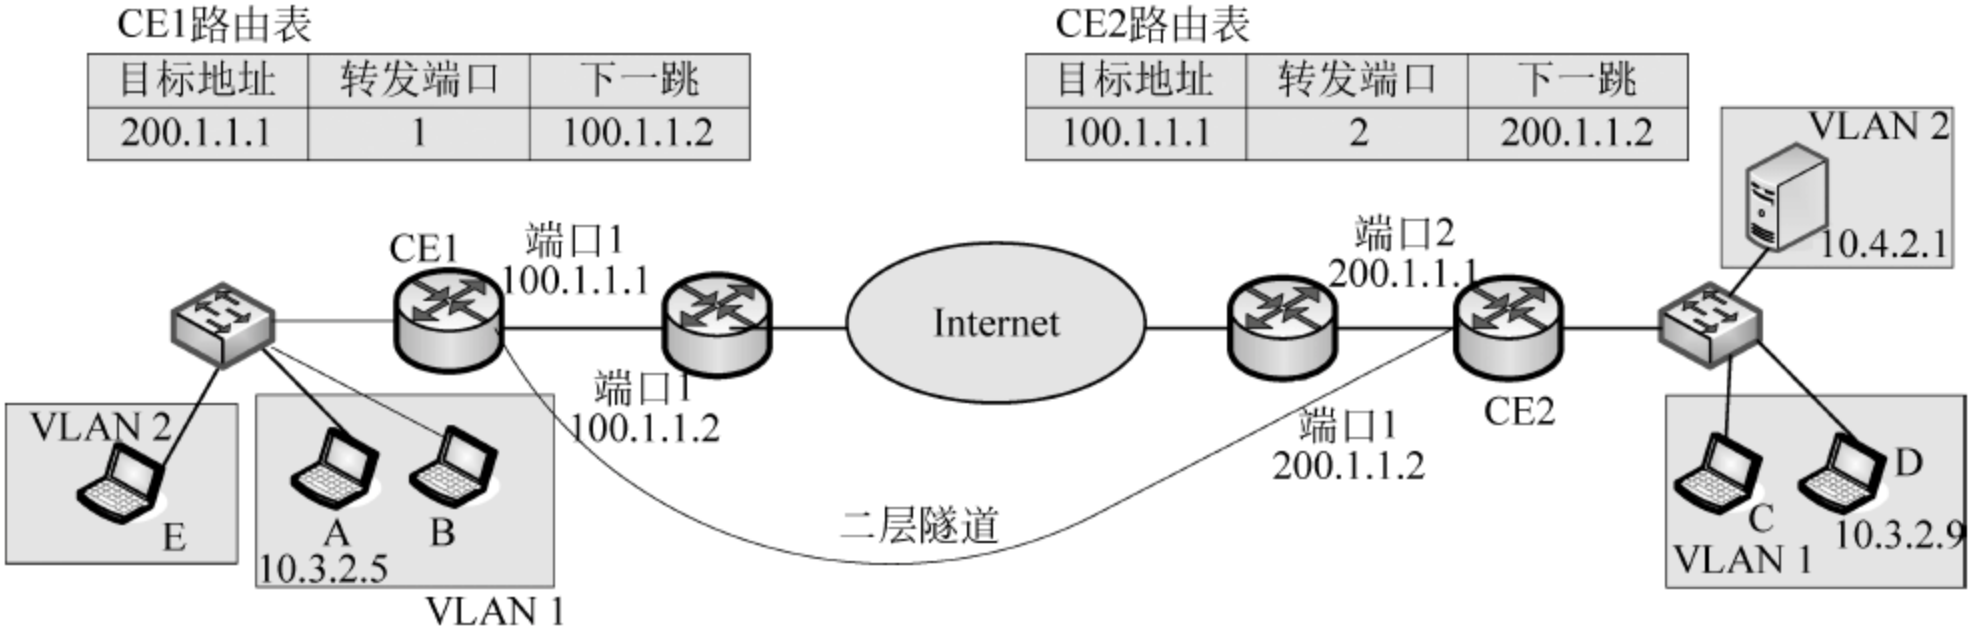 CE1路由表
目标地址 转发端口 下一跳
200.1.1.1 1 100.1.1.2
CE2路由表
目标地址 转发端口 下一跳
100.1.1.1 2 200.1.1.2
VLAN 2
10.4.2.1
CE1
端口1
100.1.1.1
端口1
100.1.1.2
Internet
端口2
200.1.1.1
端口1
200.1.1.2
CE2
二层隧道
VLAN 2
E
A
B
10.3.2.5
VLAN 1
C
D
10.3.2.9
VLAN 1